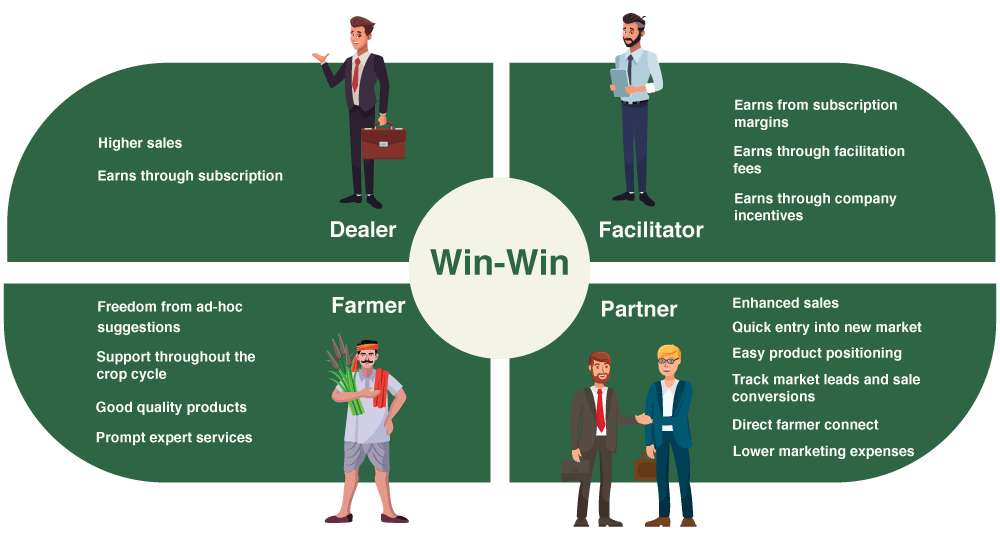 Higher sales
Earns through subscription
Dealer
Earns from subscription
margins
Earns through facilitation
fees
Earns through company
incentives
Facilitator
Win-Win
Farmer
Freedom from ad-hoc
suggestions
Support throughout the
crop cycle
Good quality products
Prompt expert services
Partner
Enhanced sales
Quick entry into new market
Easy product positioning
Track market leads and sale
conversions
Direct farmer connect
Lower marketing expenses